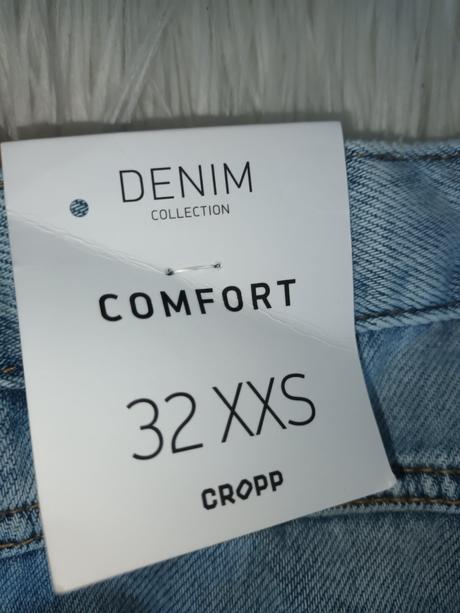 DENIM
COLLECTION
COMFORT
32 XXS
CROPP